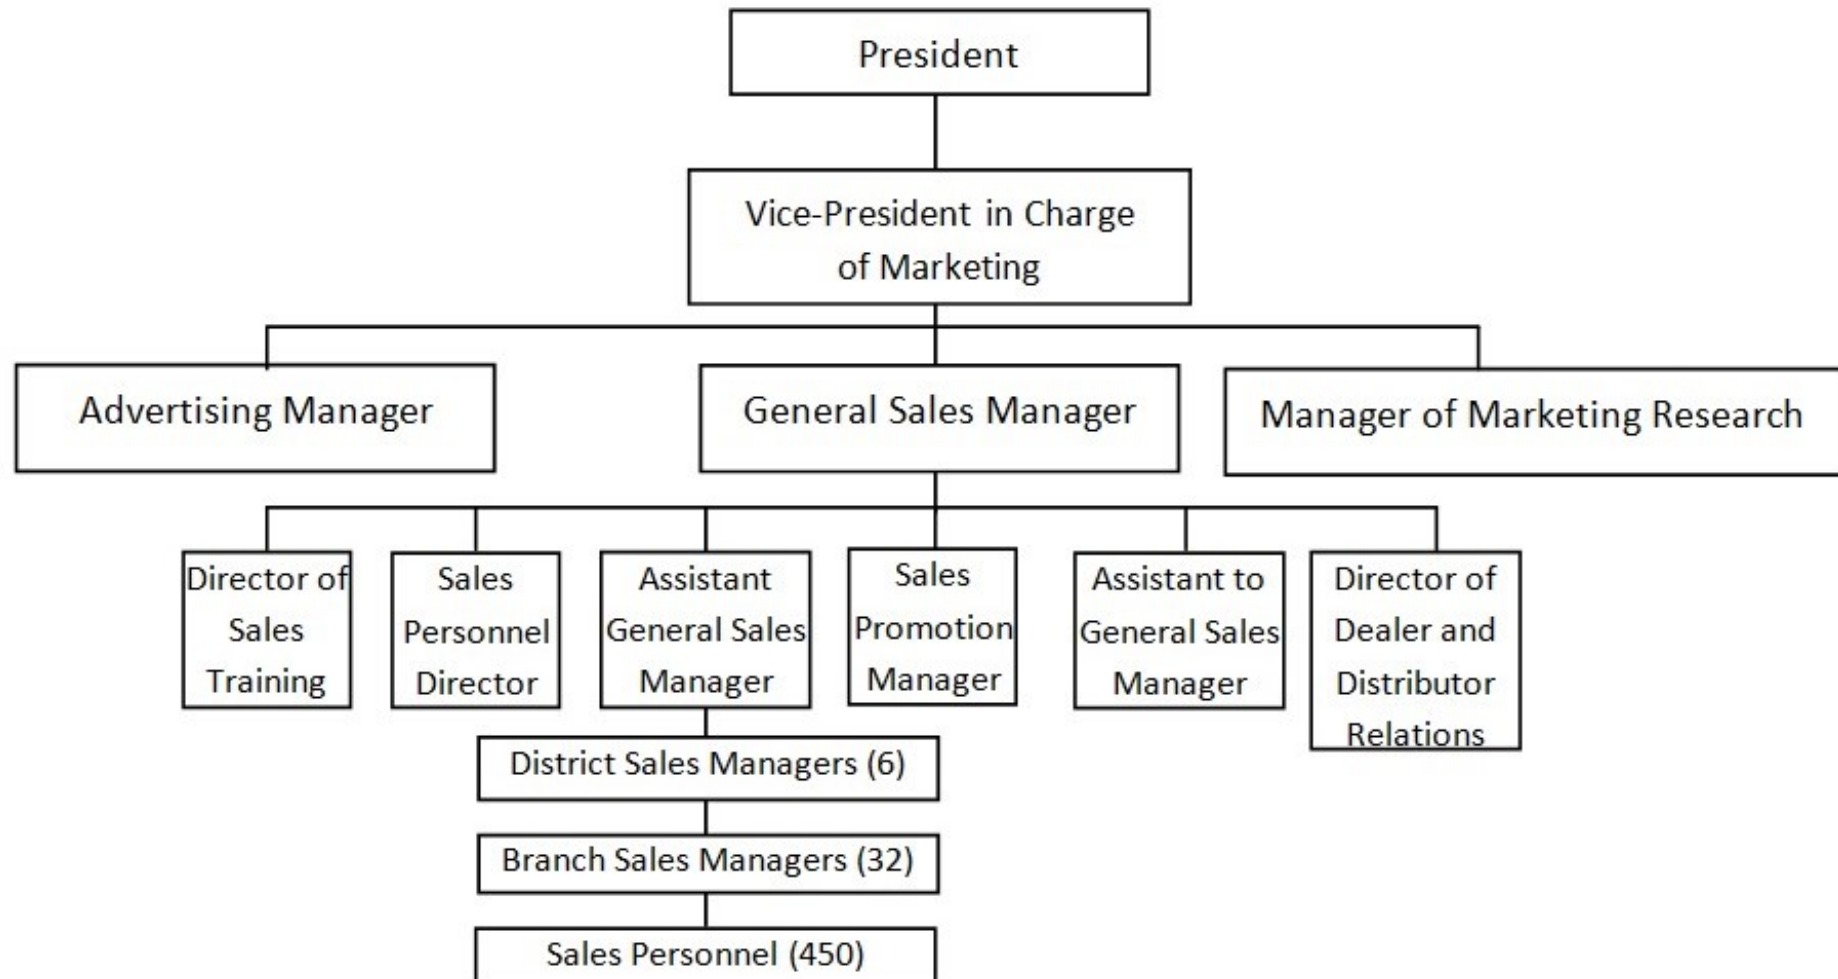 President
Vice-President in Charge
of Marketing
Advertising Manager
General Sales Manager
Manager of Marketing Research
Director of
Sales
Training
Sales
Personnel
Director
Assistant
General Sales
Manager
Sales
Promotion
Manager
Assistant to
General Sales
Manager
Director of
Dealer and
Distributor
Relations
District Sales Managers (6)
Branch Sales Managers (32)
Sales Personnel (450)